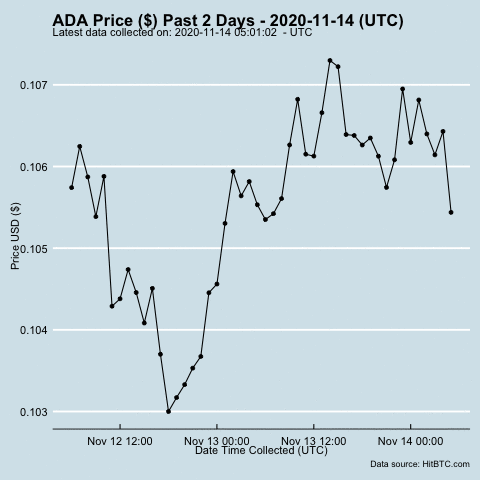 ADA Price ($) Past 2 Days - 2020-11-14 (UTC)
Latest data collected on: 2020-11-14 05:01:02  - UTC
0.107
0.106
0.105
0.104
0.103
Price USD ($)
Nov 12 12:00
Nov 13 00:00
Nov 13 12:00
Nov 14 00:00
Date Time Collected (UTC)
Data source: HitBTC.com